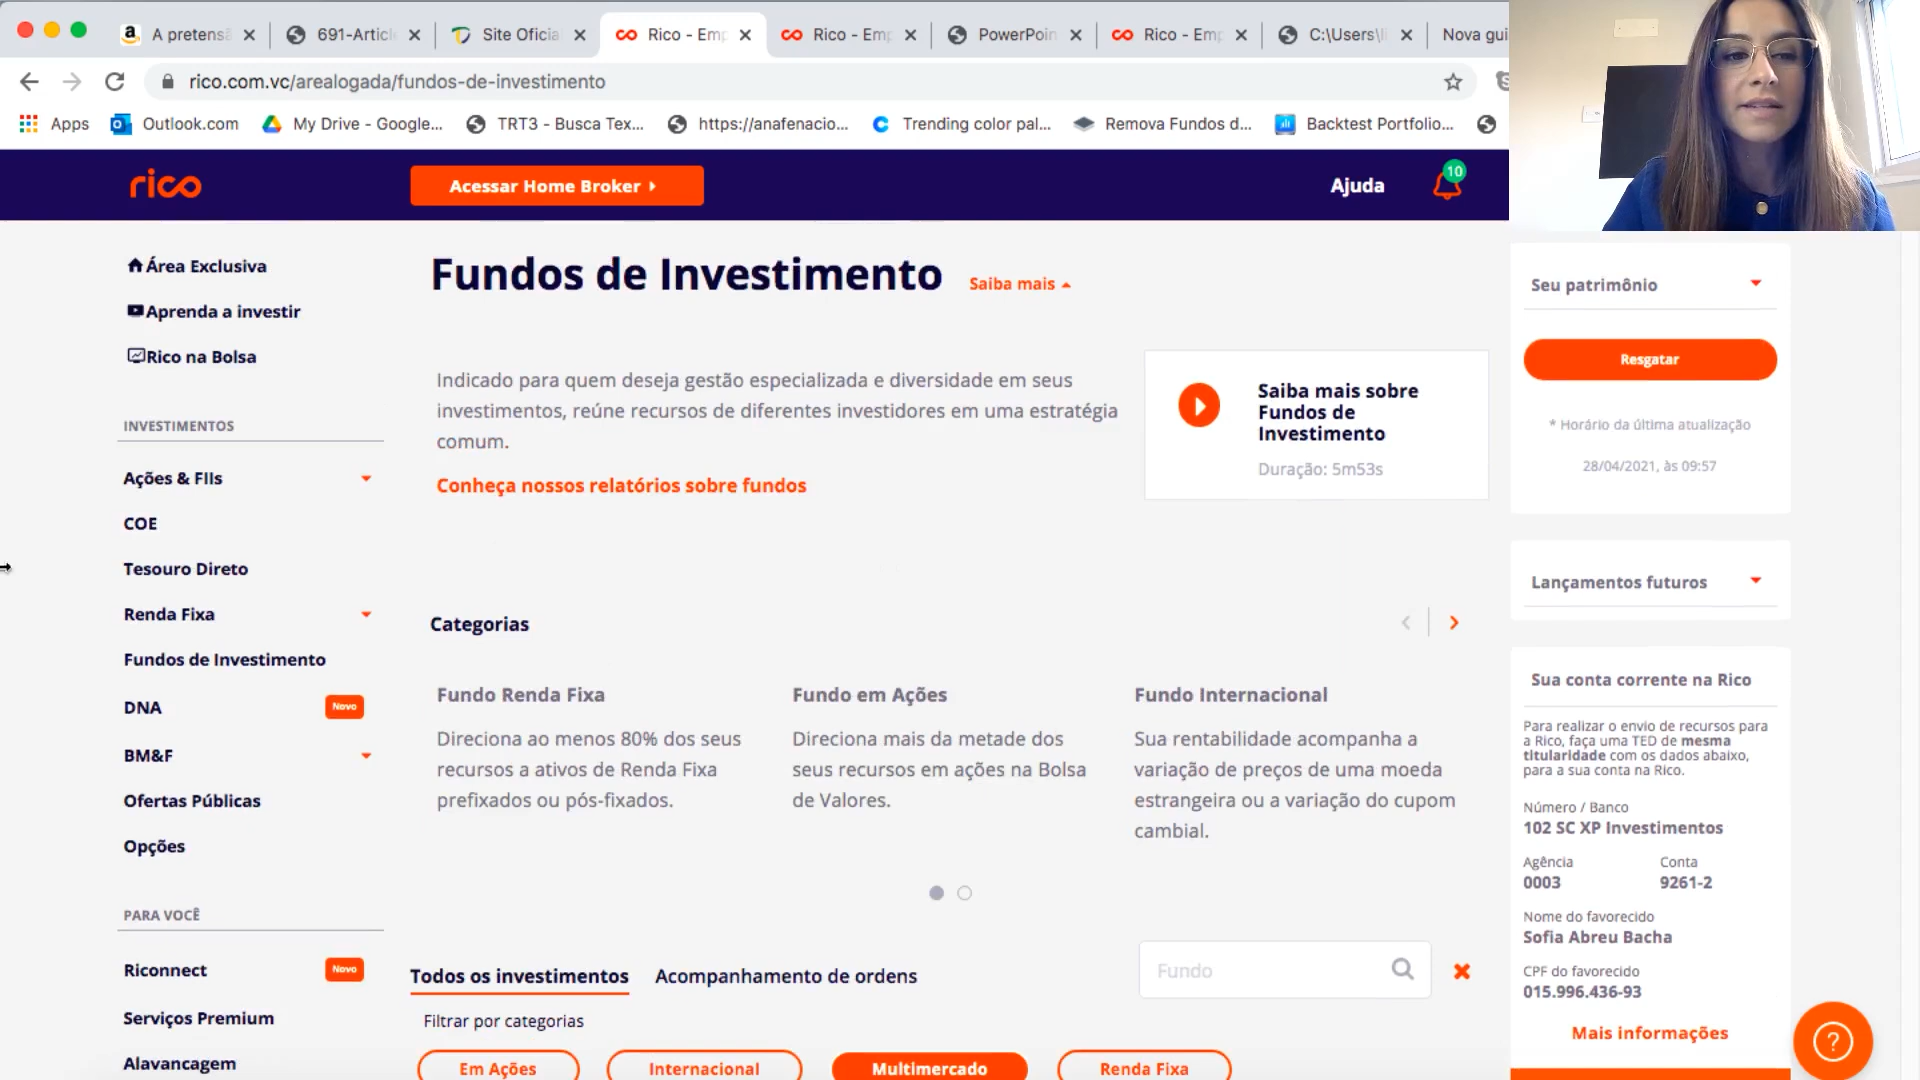 A pretensã
691-Article
Site Oficia
Rico - Emp
Rico - Emp
PowerPoin
Rico - Emp
C:\Users\li
Nova gui
rico.com.vc/arealogada/fundos-de-investimento
Apps
Outlook.com
My Drive - Google...
TRT3 - Busca Tex...
https://anafenacio...
Trending color pal...
Remova Fundos d...
Backtest Portfolio...
rico
Acessar Home Broker
Ajuda
10
Área Exclusiva
Aprenda a investir
Rico na Bolsa
INVESTIMENTOS
Ações & FIIs
COE
Tesouro Direto
Renda Fixa
Fundos de Investimento
DNA
Novo
BM&F
Ofertas Públicas
Opções
PARA VOCÊ
Riconnect
Novo
Serviços Premium
Alavancagem
Fundos de Investimento
Saiba mais
Indicado para quem deseja gestão especializada e diversidade em seus
investimentos, reúne recursos de diferentes investidores em uma estratégia
comum.
Conheça nossos relatórios sobre fundos
Saiba mais sobre
Fundos de
Investimento
Duração: 5m53s
Categorias
Fundo Renda Fixa
Direciona ao menos 80% dos seus
recursos a ativos de Renda Fixa
prefixados ou pós-fixados.
Fundo em Ações
Direciona mais da metade dos
seus recursos em ações na Bolsa
de Valores.
Fundo Internacional
Sua rentabilidade acompanha a
variação de preços de uma moeda
estrangeira ou a variação do cupom
cambial.
Todos os investimentos
Acompanhamento de ordens
Fundo
Filtrar por categorias
Em Ações
Internacional
Multimercado
Renda Fixa
Seu patrimônio
Resgatar
* Horário da última atualização
28/04/2021, às 09:57
Lançamentos futuros
Sua conta corrente na Rico
Para realizar o envio de recursos para
a Rico, faça uma TED de mesma
titularidade com os dados abaixo,
para a sua conta na Rico.
Número / Banco
102 SC XP Investimentos
Agência
Conta
0003
9261-2
Nome do favorecido
Sofia Abreu Bacha
CPF do favorecido
015.996.436-93
Mais informações
?